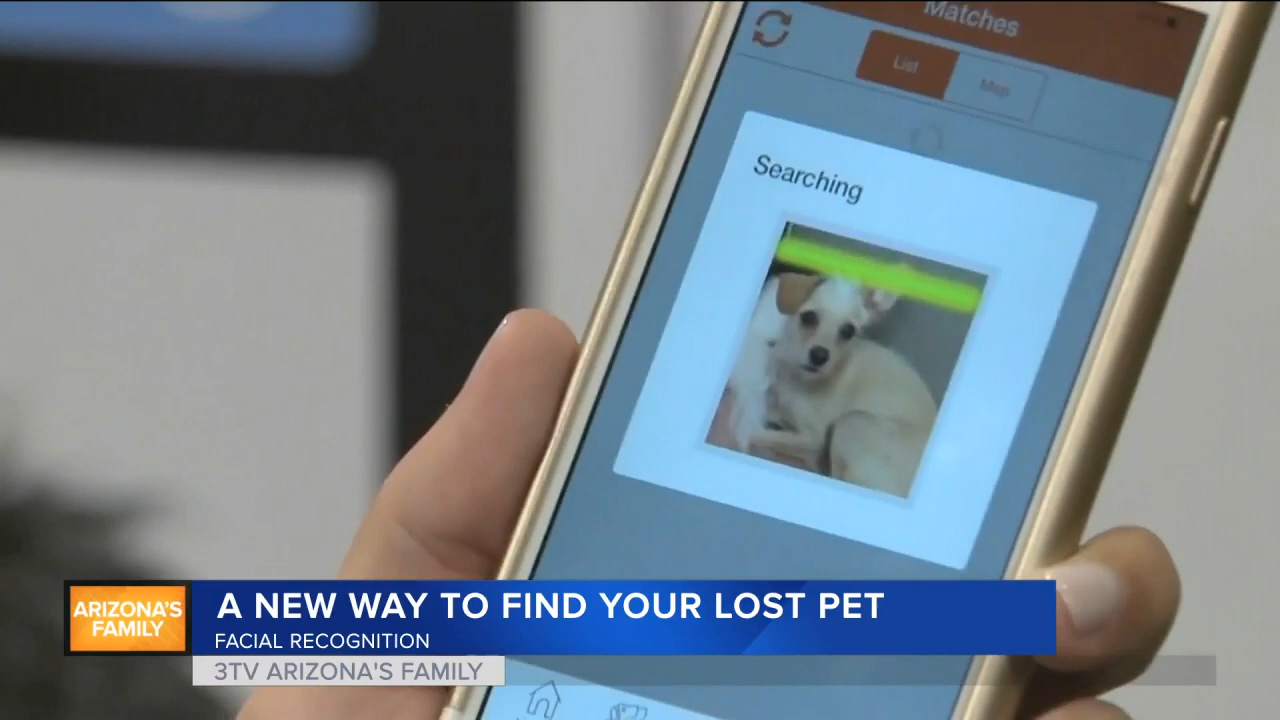 Matches
List
Map
Searching
ARIZONA'S
FAMILY
A NEW WAY TO FIND YOUR LOST PET
FACIAL RECOGNITION
3TV ARIZONA'S FAMILY